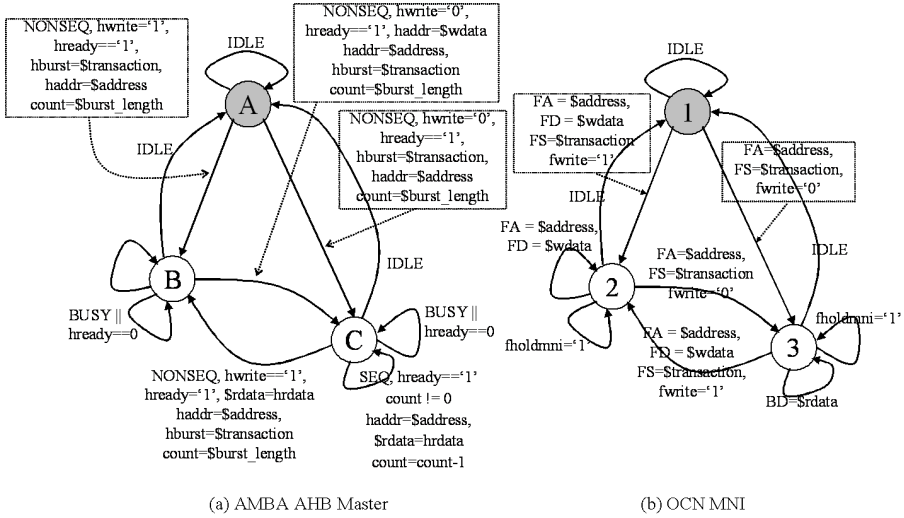 NONSEQ, hwrite=‘1’,
hready==‘1’,
hburst=$transaction,
haddr=$address
count=$burst_length
IDLE
NONSEQ, hwrite=‘0’,
hready==‘1’, haddr=$wdata
haddr=$address,
hburst=$transaction
count=$burst_length
A
NONSEQ, hwrite=‘0’,
hready==‘1’,
hburst=$transaction,
haddr=$address
count=$burst_length
IDLE
B
BUSY ||
hready==0
IDLE
C
BUSY ||
hready==0
NONSEQ, hwrite==‘1’,
hready==‘1’, $rdata=hrdata
haddr=$address,
hburst=$transaction
count=$burst_length
SEQ, hready==‘1’
count != 0
haddr=$address,
$rdata=hrdata
count=count-1
(a) AMBA AHB Master
IDLE
1
FA = $address,
FD = $wdata
FS=$transaction
fwrite=‘1’
FA=$address,
FS=$transaction,
fwrite=‘0’
IDLE
FA = $address,
FD = $wdata
2
FA=$address,
FS=$transaction
fwrite=‘0’
IDLE
fholdmni=‘1’
FA = $address,
FD = $wdata
FS=$transaction,
fwrite=‘1’
3
fholdmni=‘1’
BD=$rdata
(b) OCN MNI